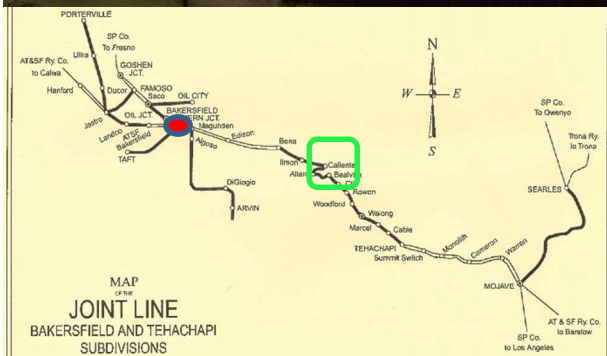 PORTERVILLE
SP Co.
To Fresno
Ultra
GOSHEN
JCT.
AT&SF Ry. Co.
to Calwa
Hanford
Ducor
FAMOSO
Saco
OIL CITY
Jastro
OIL JCT.
BAKERSFIELD
KERN JCT.
Magunden
Landco
ATSF
Bakersfield
TAFT
Algoso
Edison
Bena
Ilmon
Caliente
Allard
Bealville
Rowen
Woodford
DiGiogio
ARVIN
Walong
Marcel
Cable
TEHACHAPI
Summit Switch
Monolith
Cameron
Warren
MOJAVE
N
W
E
S
SP Co.
To Owenyo
Trona Ry.
to Trona
SEARLES
AT & SF Ry. Co.
to Barstow
SP Co.
to Los Angeles
MAP
OF THE
JOINT LINE
BAKERSFIELD AND TEHACHAPI
SUBDIVISIONS